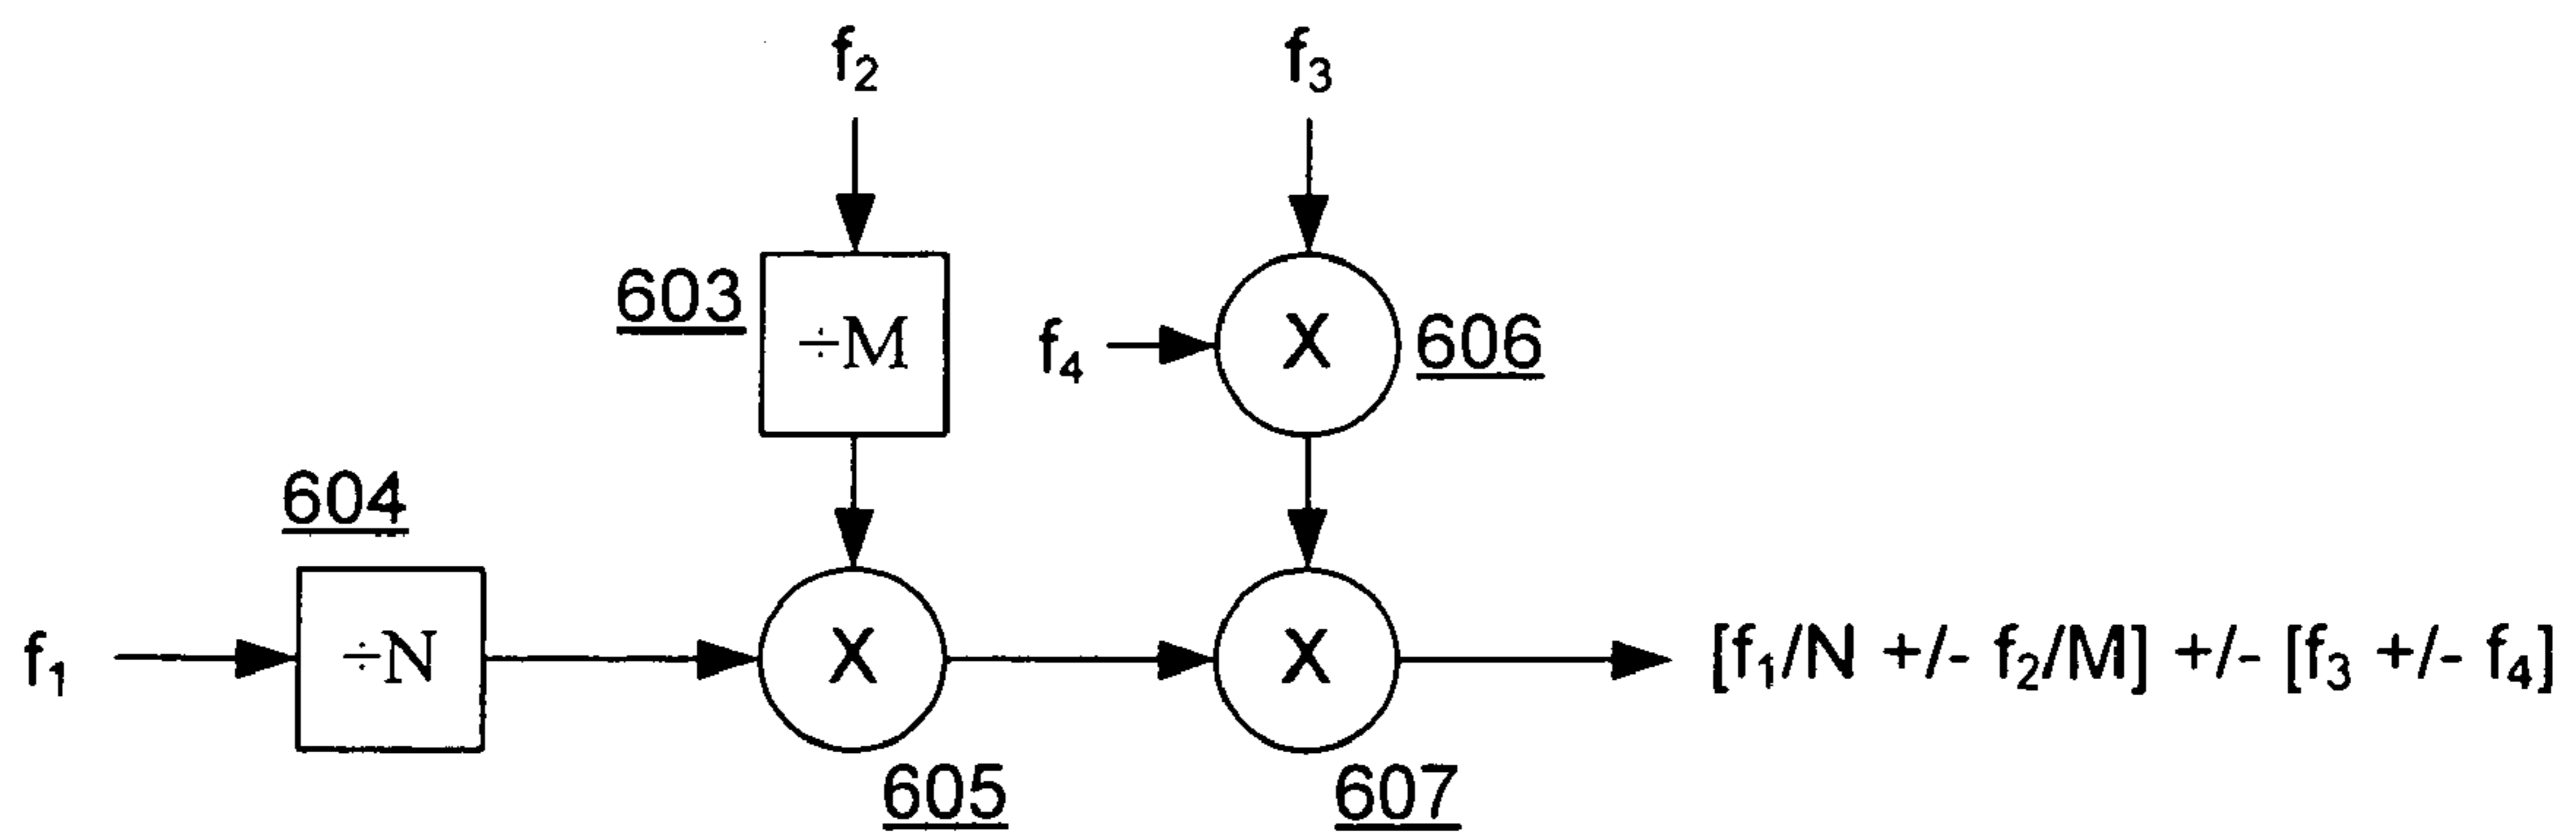 f₂ f₃
603 ÷M f₄ X 606
604
f₁ ÷N X X [f₁/N +/- f₂/M] +/- [f₃ +/- f₄]
605 607